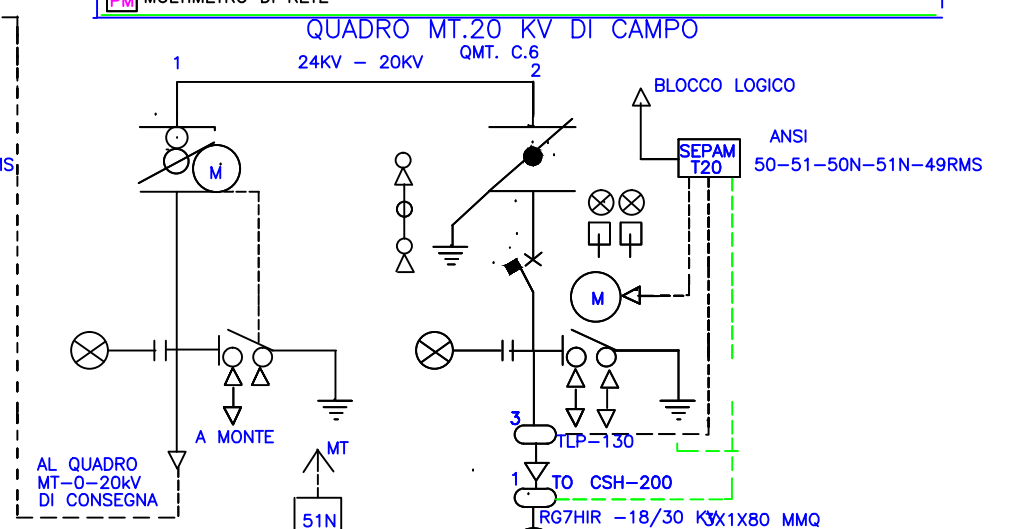 PM MULTIMETRO DI RETE
QUADRO MT.20 KV DI CAMPO
QMT. C.6
1
24KV - 20KV
2
BLOCCO LOGICO
ANSI
SEPAM
T20
50-51-50N-51N-49RMS
M
M
3
A MONTE
TLP-130
MT
AL QUADRO
MT-0-20kV
DI CONSEGNA
1
TO CSH-200
51N
RG7H1R -18/30 KV
3X1X80 MMQ